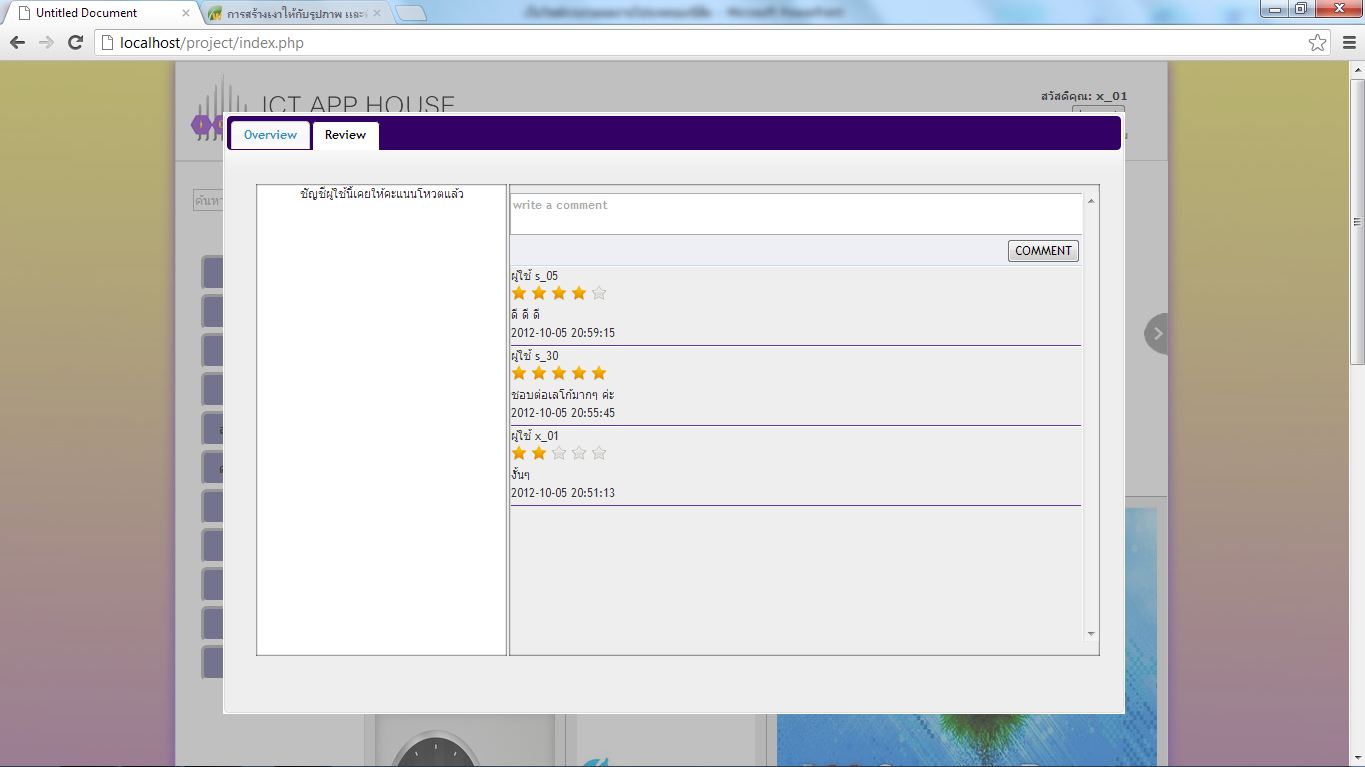 Untitled Document
การสร้างเงาให้กับรูปภาพ และ
localhost/project/index.php
ICT APP HOUSE
สวัสดีคุณ: x_01
Overview
Review
ค้นหา
ชัญชีผู้ใช้นี้เคยให้คะแนนโหวตแล้ว
write a comment
COMMENT
ผู้ใช้ s_05
ดี ดี ดี
2012-10-05 20:59:15
ผู้ใช้ s_30
ชอบต่อเลโก้มากๆ ค่ะ
2012-10-05 20:55:45
ผู้ใช้ x_01
งั้นๆ
2012-10-05 20:51:13